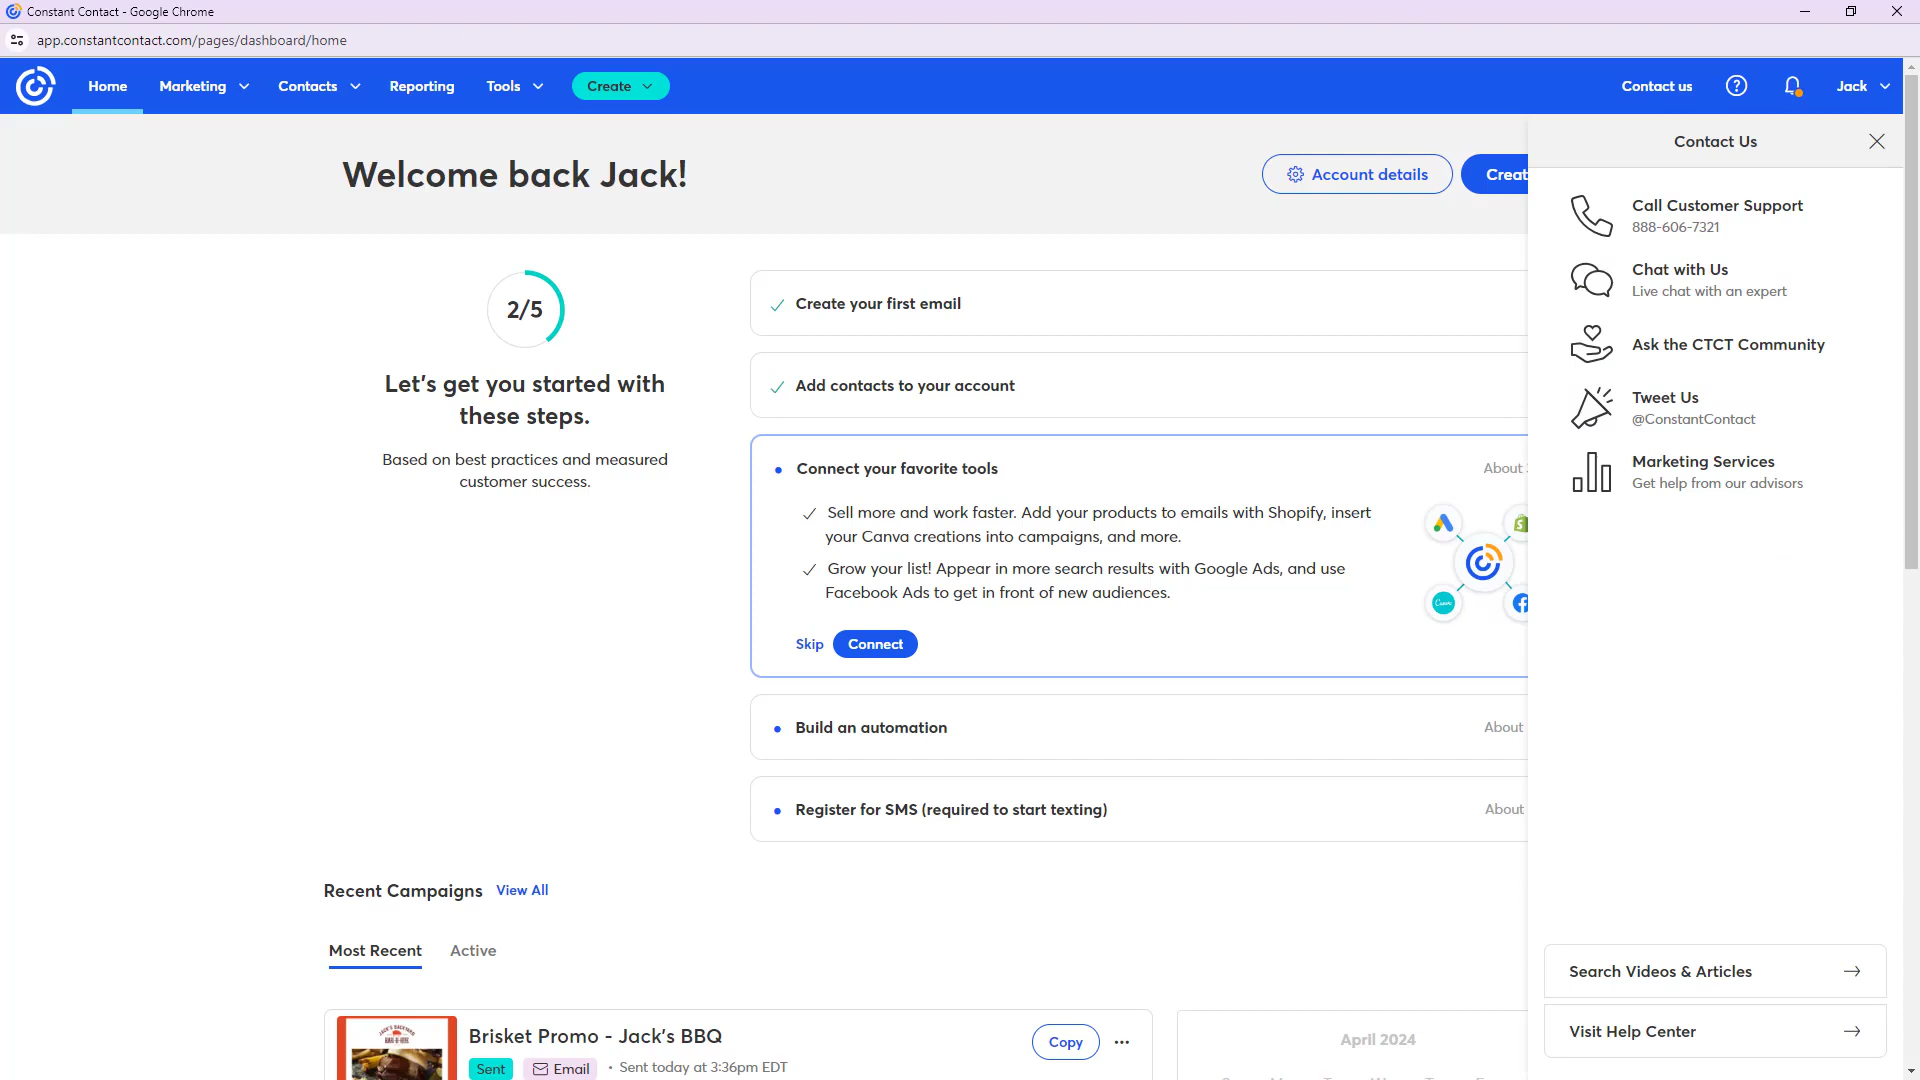 Constant Contact - Google Chrome
app.constantcontact.com/pages/dashboard/home
Home
Marketing
Contacts
Reporting
Tools
Create
Contact us
?
Jack
Welcome back Jack!
Account details
Creat
Contact Us
Call Customer Support
888-606-7321
Chat with Us
Live chat with an expert
Ask the CTCT Community
Tweet Us
@ConstantContact
Marketing Services
Get help from our advisors
Search Videos & Articles
Visit Help Center
2/5
Let's get you started with
these steps.
Based on best practices and measured
customer success.
Create your first email
Add contacts to your account
Connect your favorite tools
About
Sell more and work faster. Add your products to emails with Shopify, insert
your Canva creations into campaigns, and more.
Grow your list! Appear in more search results with Google Ads, and use
Facebook Ads to get in front of new audiences.
Canva
Skip
Connect
Build an automation
About
Register for SMS (required to start texting)
About
Recent Campaigns
View All
Most Recent
Active
JACK'S BACKYARD
BAR-B-QUE
Brisket Promo - Jack's BBQ
Sent
Email
• Sent today at 3:36pm EDT
Copy
April 2024